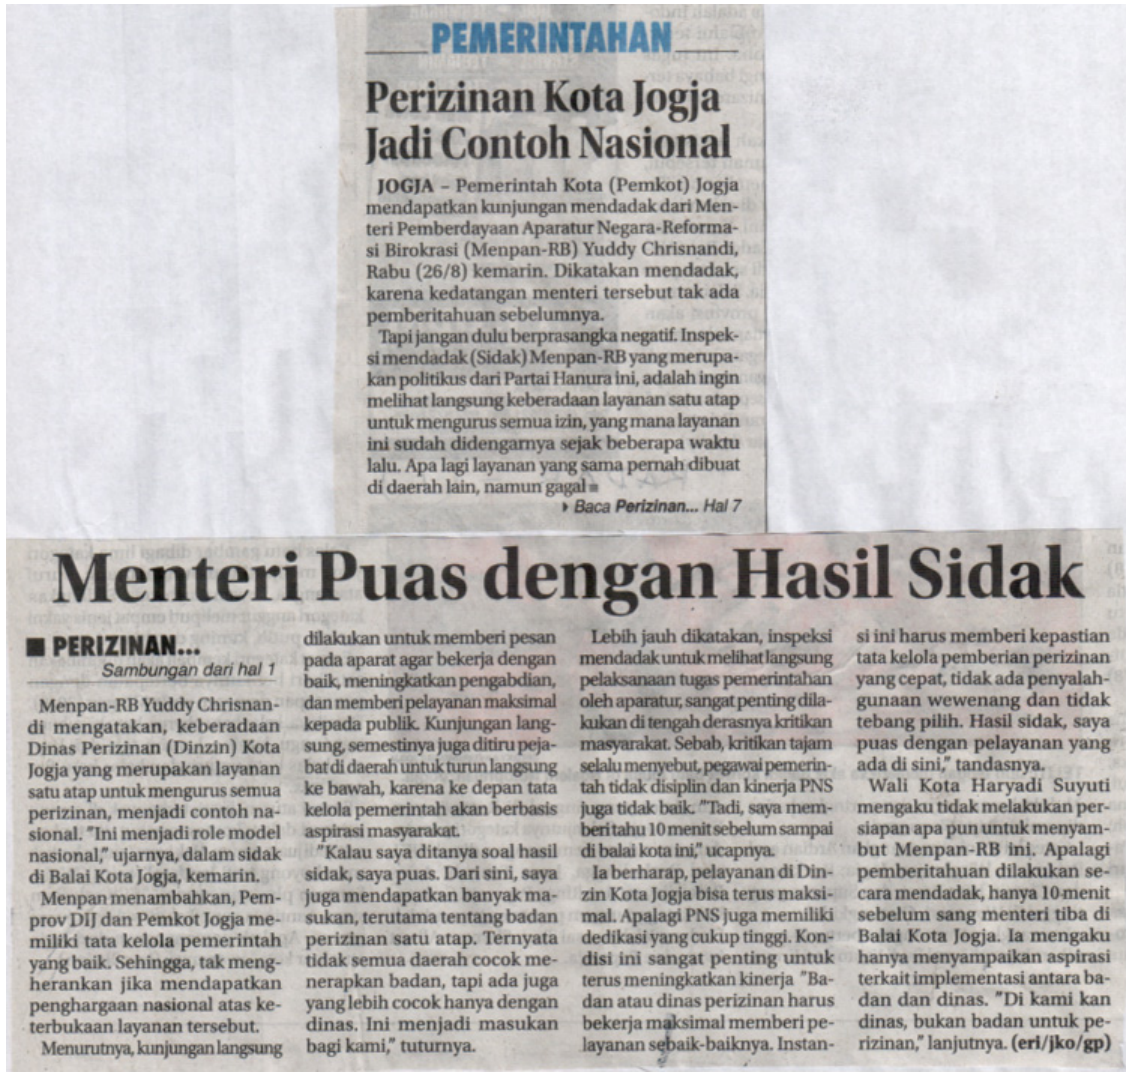 PEMERINTAHAN
Perizinan Kota Jogja
Jadi Contoh Nasional
JOGJA – Pemerintah Kota (Pemkot) Jogja
mendapatkan kunjungan mendadak dari Men-
teri Pemberdayaan Aparatur Negara-Reforma-
si Birokrasi (Menpan-RB) Yuddy Chrisnandi,
Rabu (26/8) kemarin. Dikatakan mendadak,
karena kedatangan menteri tersebut tak ada
pemberitahuan sebelumnya.
Tapi jangan dulu berprasangka negatif. Inspek-
si mendadak (Sidak) Menpan-RB yang merupa-
kan politikus dari Partai Hanura ini, adalah ingin
melihat langsung keberadaan layanan satu atap
untuk mengurus semua izin, yang mana layanan
ini sudah didengarnya sejak beberapa waktu
lalu. Apa lagi layanan yang sama pernah dibuat
di daerah lain, namun gagal ■
Baca Perizinan... Hal 7
Menteri Puas dengan Hasil Sidak
■ PERIZINAN...
Sambungan dari hal 1
Menpan-RB Yuddy Chrisnan-
di mengatakan, keberadaan
Dinas Perizinan (Dinzin) Kota
Jogja yang merupakan layanan
satu atap untuk mengurus semua
perizinan, menjadi contoh na-
sional. "Ini menjadi role model
nasional," ujarnya, dalam sidak
di Balai Kota Jogja, kemarin.
Menpan menambahkan, Pem-
prov DIJ dan Pemkot Jogja me-
miliki tata kelola pemerintah
yang baik. Sehingga, tak meng-
herankan jika mendapatkan
penghargaan nasional atas ke-
terbukaan layanan tersebut.
Menurutnya, kunjungan langsung
dilakukan untuk memberi pesan
pada aparat agar bekerja dengan
baik, meningkatkan pengabdian,
dan memberi pelayanan maksimal
kepada publik. Kunjungan lang-
sung, semestinya juga ditiru peja-
bat di daerah untuk turun langsung
ke bawah, karena ke depan tata
kelola pemerintah akan berbasis
aspirasi masyarakat.
"Kalau saya ditanya soal hasil
sidak, saya puas. Dari sini, saya
juga mendapatkan banyak ma-
sukan, terutama tentang badan
perizinan satu atap. Ternyata
tidak semua daerah cocok me-
nerapkan badan, tapi ada juga
yang lebih cocok hanya dengan
dinas. Ini menjadi masukan
bagi kami," tuturnya.
Lebih jauh dikatakan, inspeksi
mendadak untuk melihat langsung
pelaksanaan tugas pemerintahan
oleh aparatur, sangat penting dila-
kukan di tengah derasnya kritikan
masyarakat. Sebab, kritikan tajam
selalu menyebut, pegawai pemerin-
tah tidak disiplin dan kinerja PNS
juga tidak baik. "Tadi, saya mem-
beri tahu 10 menit sebelum sampai
di balai kota ini," ucapnya.
Ia berharap, pelayanan di Din-
zin Kota Jogja bisa terus maksi-
mal. Apalagi PNS juga memiliki
dedikasi yang cukup tinggi. Kon-
disi ini sangat penting untuk
terus meningkatkan kinerja "Ba-
dan atau dinas perizinan harus
bekerja maksimal memberi pe-
layanan sebaik-baiknya. Instan-
si ini harus memberi kepastian
tata kelola pemberian perizinan
yang cepat, tidak ada penyalah-
gunaan wewenang dan tidak
tebang pilih. Hasil sidak, saya
puas dengan pelayanan yang
ada di sini," tandasnya.
Wali Kota Haryadi Suyuti
mengaku tidak melakukan per-
siapan apa pun untuk menyam-
but Menpan-RB ini. Apalagi
pemberitahuan dilakukan se-
cara mendadak, hanya 10 menit
sebelum sang menteri tiba di
Balai Kota Jogja. Ia mengaku
hanya menyampaikan aspirasi
terkait implementasi antara ba-
dan dan dinas. "Di kami kan
dinas, bukan badan untuk pe-
rizinan," lanjutnya. (eri/jko/gp)